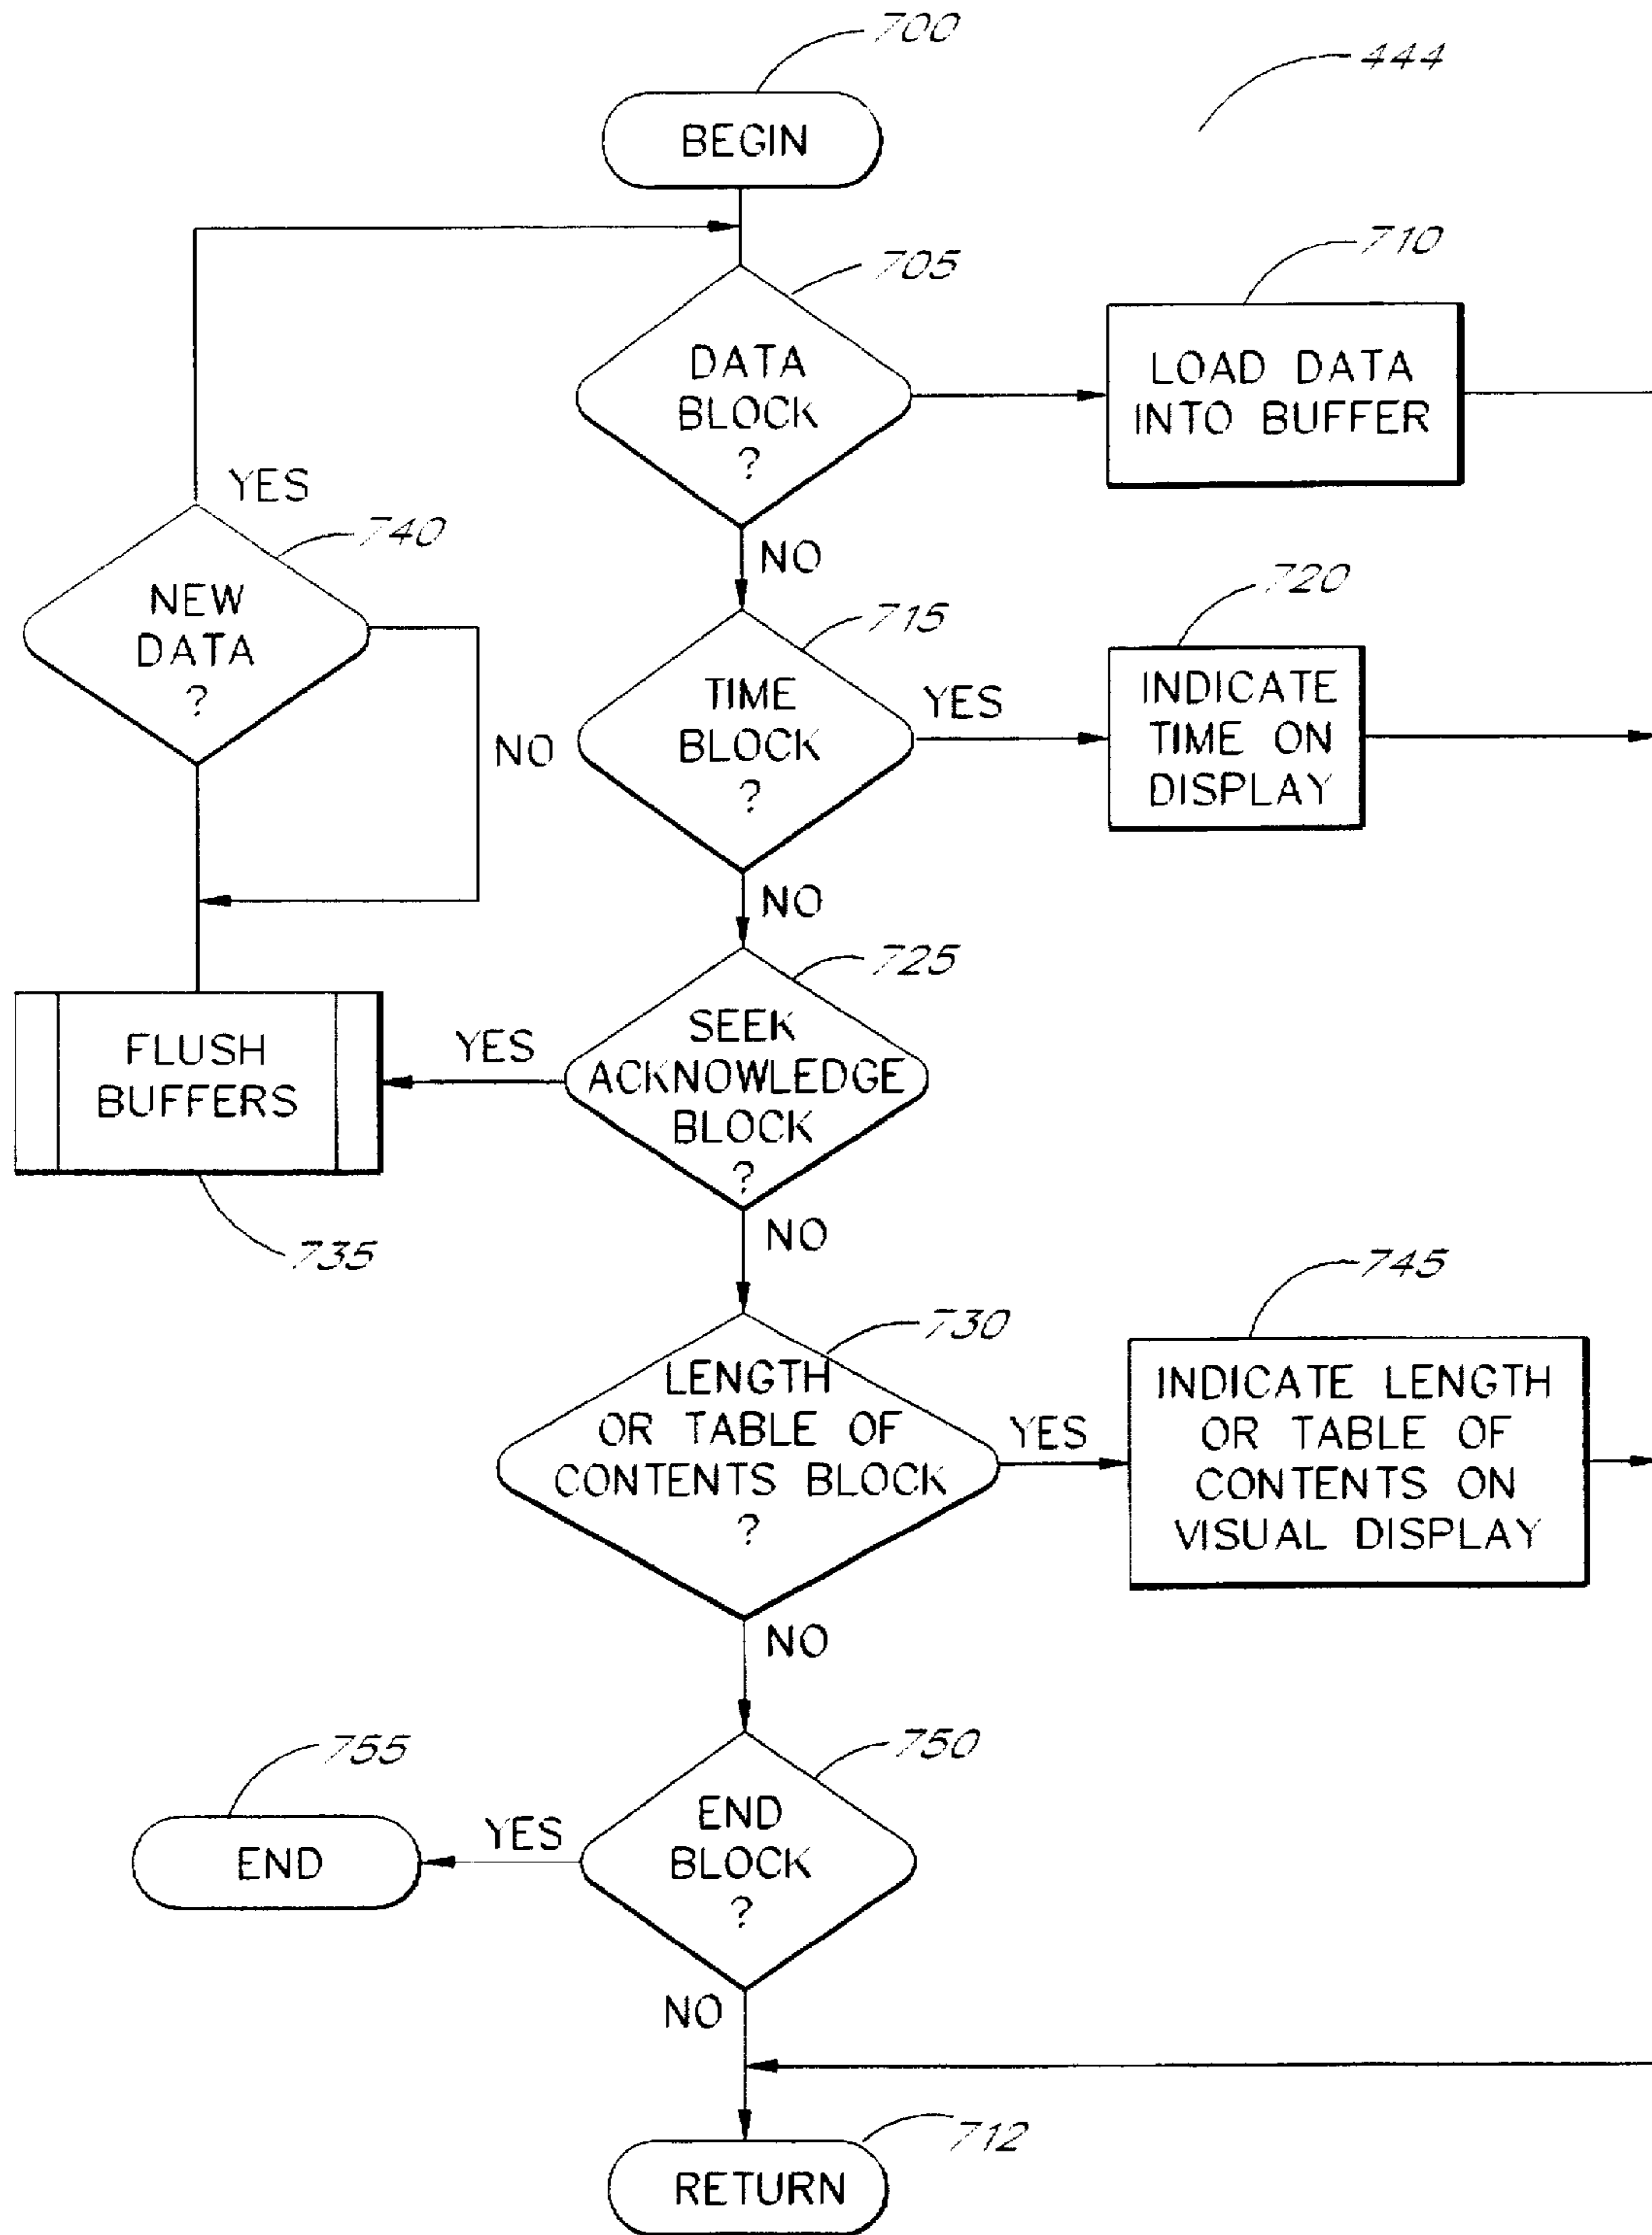 700
444
BEGIN
705
710
DATA
BLOCK
?
LOAD DATA
INTO BUFFER
YES
740
NO
NEW
DATA
?
715
720
TIME
BLOCK
?
YES
INDICATE
TIME ON
DISPLAY
NO
NO
725
SEEK
ACKNOWLEDGE
BLOCK
?
YES
FLUSH
BUFFERS
735
NO
730
745
LENGTH
OR TABLE OF
CONTENTS BLOCK
?
YES
INDICATE LENGTH
OR TABLE OF
CONTENTS ON
VISUAL DISPLAY
NO
755
750
END
BLOCK
?
YES
END
NO
712
RETURN